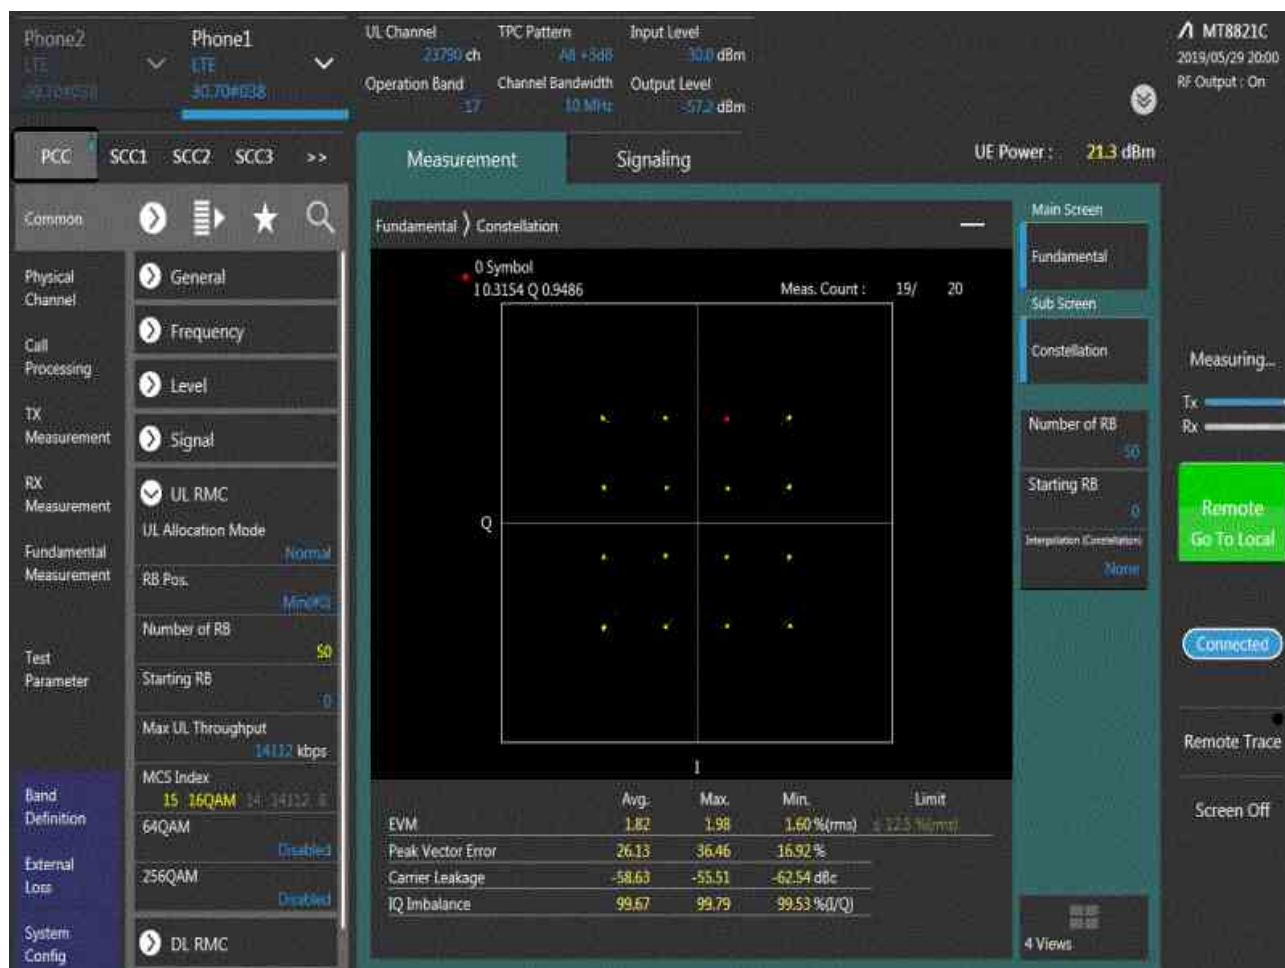 Phone2
LTE
Phone1
LTE
30.70#038
UL Channel
23790 ch
TPC Pattern
All +3dB
Input Level
30.0 dBm
Operation Band
17
Channel Bandwidth
10 MHz
Output Level
-57.2 dBm
MT8821C
2019/05/29 20:00
RF Output : On
PCC SCC1 SCC2 SCC3 >>
Measurement
Signaling
UE Power : 21.3 dBm
Common
Physical
Channel
Call
Processing
TX
Measurement
RX
Measurement
Fundamental
Measurement
Test
Parameter
Band
Definition
External
Loss
System
Config
General
Frequency
Level
Signal
UL RMC
UL Allocation Mode
Normal
RB Pos.
Min(#0)
Number of RB
50
Starting RB
0
Max UL Throughput
14112 kbps
MCS Index
15 16QAM 14 14112
64QAM
Disabled
256QAM
Disabled
DL RMC
Fundamental ⟩ Constellation
0 Symbol
I 0.3154 Q 0.9486
Meas. Count : 19/ 20
Q
I
Avg. Max. Min. Limit
EVM 1.82 1.98 1.60 %(rms) ≤ 12.5 %(rms)
Peak Vector Error 26.13 36.46 16.92 %
Carrier Leakage -58.63 -55.51 -62.54 dBc
IQ Imbalance 99.67 99.79 99.53 %(I/Q)
Main Screen
Fundamental
Sub Screen
Constellation
Number of RB
50
Starting RB
0
Interpolation (Constellation)
None
4 Views
Measuring...
Tx
Rx
Remote
Go To Local
Connected
Remote Trace
Screen Off